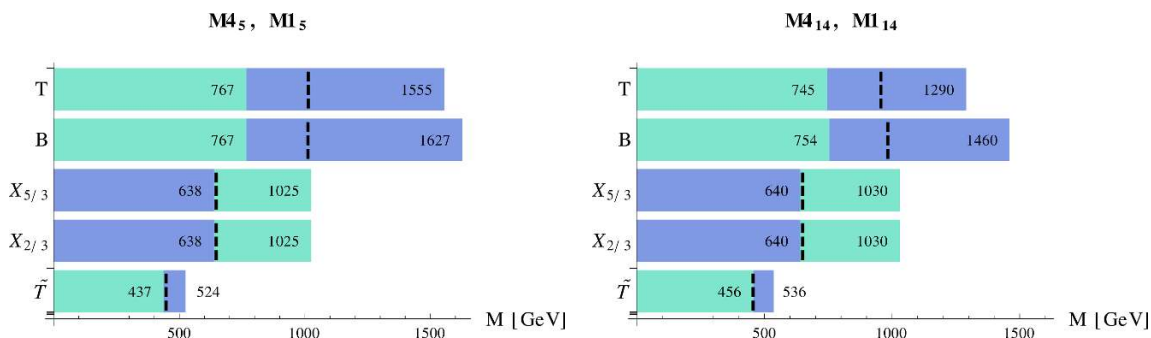 M4₅, M1₅
T 767 1555
B 767 1627
X₅/₃ 638 1025
X₂/₃ 638 1025
T̃ 437 524
500 1000 1500 M [GeV]
M4₁₄, M1₁₄
T 745 1290
B 754 1460
X₅/₃ 640 1030
X₂/₃ 640 1030
T̃ 456 536
500 1000 1500 M [GeV]